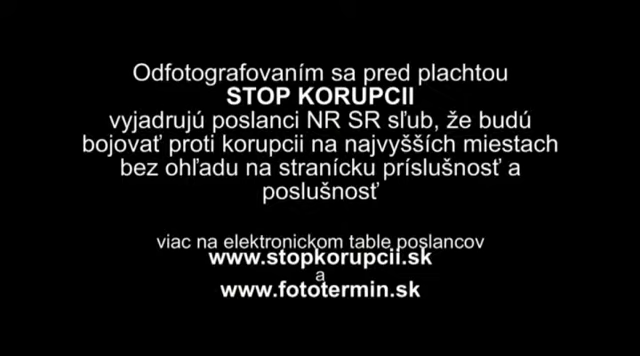 Odfotografovaním sa pred plachtou
STOP KORUPCII
vyjadrujú poslanci NR SR sľub, že budú
bojovať proti korupcii na najvyšších miestach
bez ohľadu na stranícku príslušnosť a
poslušnosť
viac na elektronickom table poslancov
www.stopkorupcii.sk
a
www.fototermin.sk